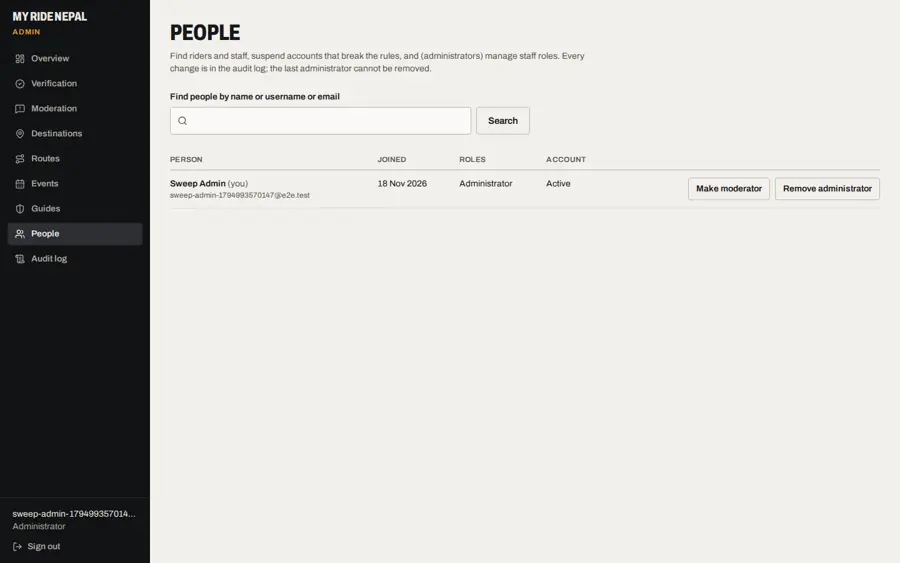 MY RIDE NEPAL
ADMIN
Overview
Verification
Moderation
Destinations
Routes
Events
Guides
People
Audit log
sweep-admin-179499357014...
Administrator
Sign out
PEOPLE
Find riders and staff, suspend accounts that break the rules, and (administrators) manage staff roles. Every
change is in the audit log; the last administrator cannot be removed.
Find people by name or username or email
Search
PERSON JOINED ROLES ACCOUNT
Sweep Admin (you) 18 Nov 2026 Administrator Active Make moderator Remove administrator
sweep-admin-1794993570147@e2e.test